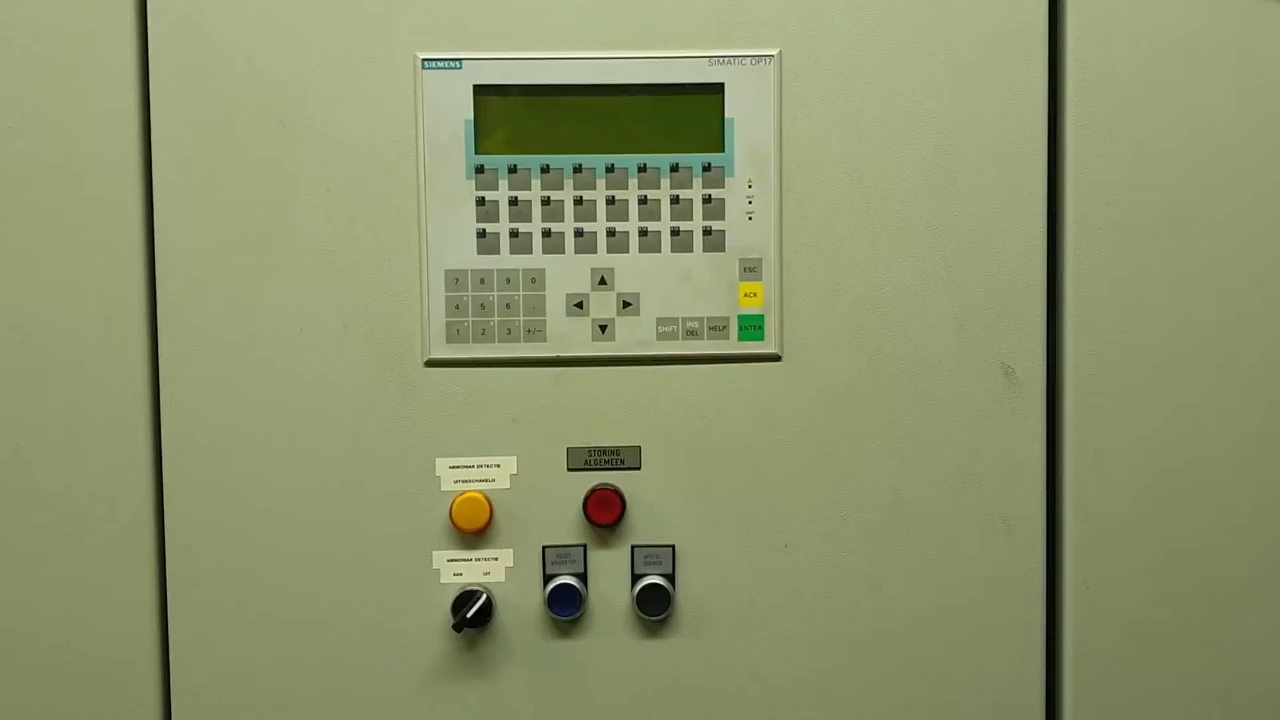 SIEMENS
SIMATIC OP17
7 8 9 0
4 5 6 .
1 2 3 +/-
ESC
ACK
ENTER
SHIFT
INS
DEL
HELP
AMMONIAK DETECTIE
UITGESCHAKELD
STORING
ALGEMEEN
AMMONIAK DETECTIE
AAN UIT
RESET